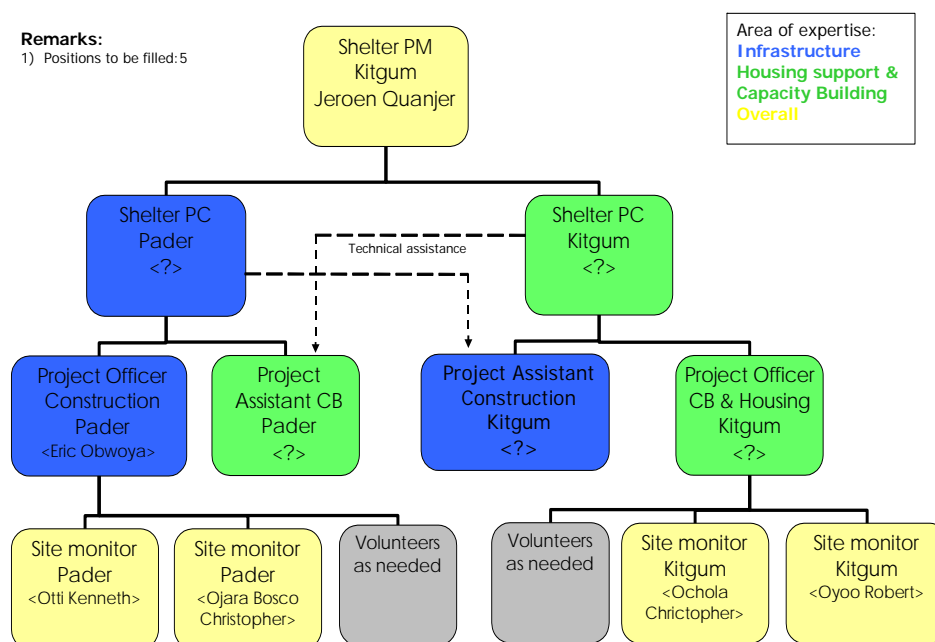 Remarks:
1) Positions to be filled: 5
Shelter PM
Kitgum
Jeroen Quanjer
Area of expertise:
Infrastructure
Housing support &
Capacity Building
Overall
Shelter PC
Pader
<?>
Technical assistance
Shelter PC
Kitgum
<?>
Project Officer
Construction
Pader
<Eric Obwoya>
Project
Assistant CB
Pader
<?>
Project Assistant
Construction
Kitgum
<?>
Project Officer
CB & Housing
Kitgum
<?>
Site monitor
Pader
<Otti Kenneth>
Site monitor
Pader
<Ojara Bosco
Christopher>
Volunteers
as needed
Volunteers
as needed
Site monitor
Kitgum
<Ochola
Chrictopher>
Site monitor
Kitgum
<Oyoo Robert>